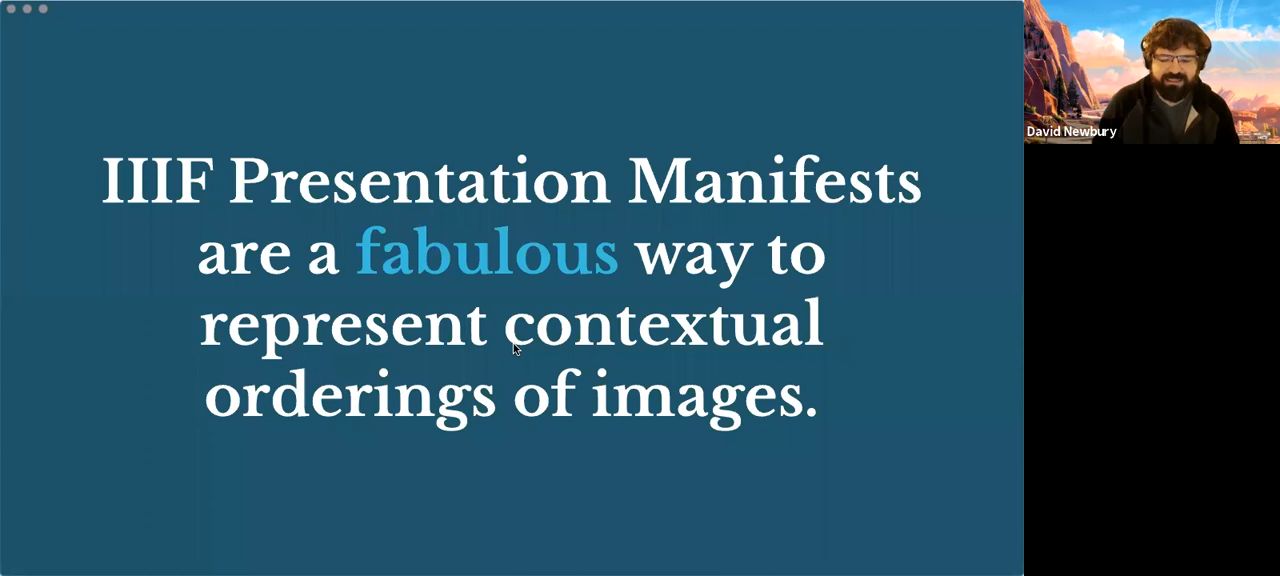 IIIF Presentation Manifests
are a fabulous way to
represent contextual
orderings of images.
David Newbury